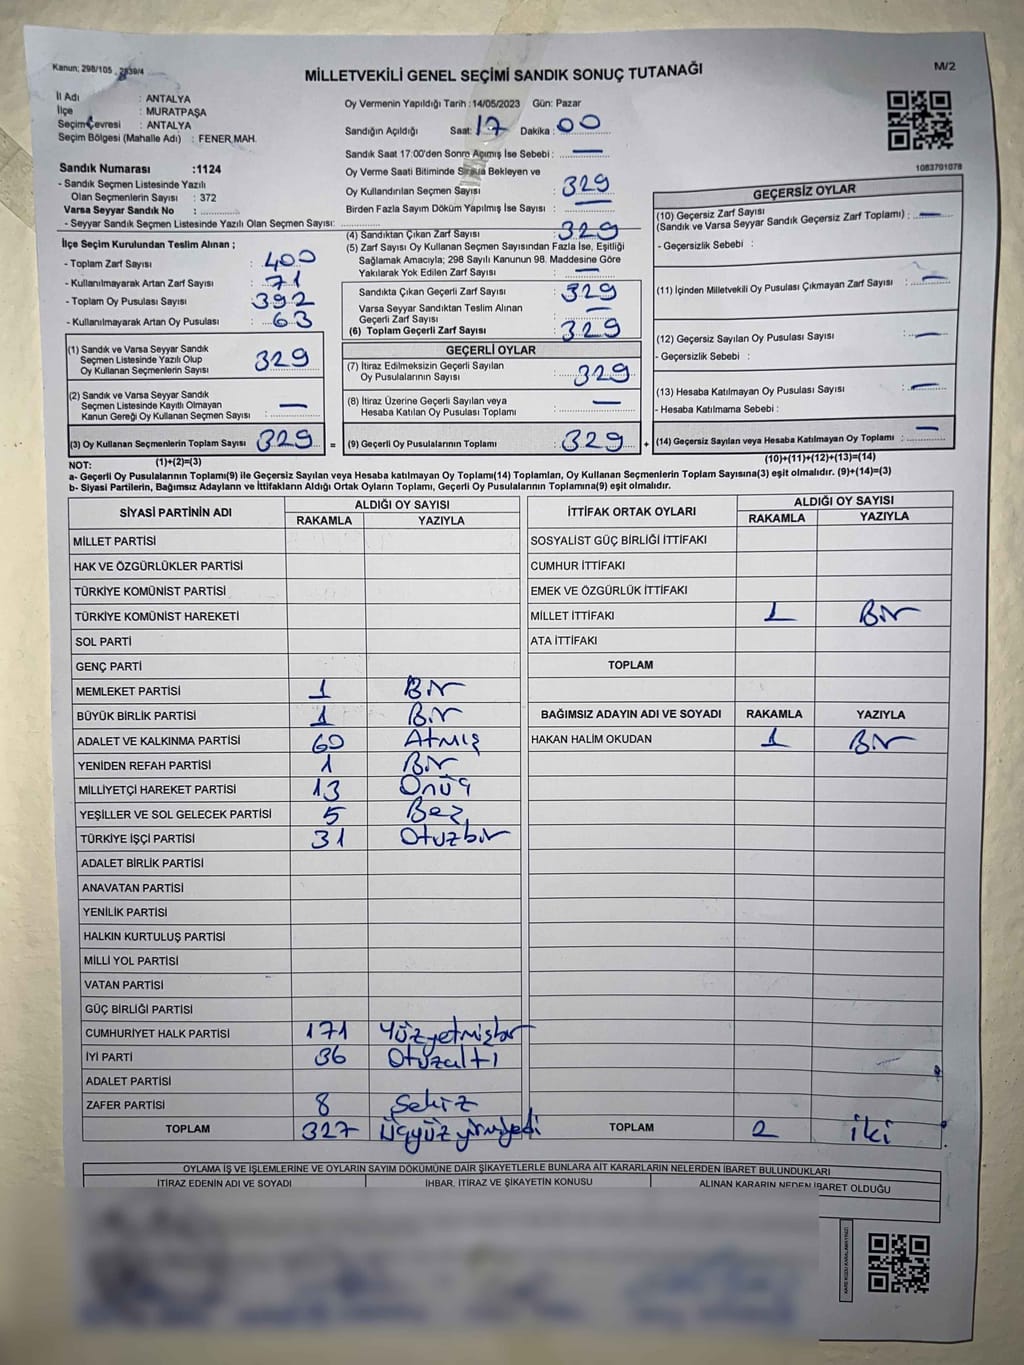 Kanun: 298/105 , 2839/4
MİLLETVEKİLİ GENEL SEÇİMİ SANDIK SONUÇ TUTANAĞI
M/2
İl Adı : ANTALYA
İlçe : MURATPAŞA
Seçim Çevresi : ANTALYA
Seçim Bölgesi (Mahalle Adı) : FENER MAH.
Sandık Numarası :1124
- Sandık Seçmen Listesinde Yazılı
Olan Seçmenlerin Sayısı : 372
Varsa Seyyar Sandık No :
- Seyyar Sandık Seçmen Listesinde Yazılı Olan Seçmen Sayısı:
İlçe Seçim Kurulundan Teslim Alınan ;
- Toplam Zarf Sayısı : 400
- Kullanılmayarak Artan Zarf Sayısı : 71
- Toplam Oy Pusulası Sayısı : 392
- Kullanılmayarak Artan Oy Pusulası : 63
(1) Sandık ve Varsa Seyyar Sandık
Seçmen Listesinde Yazılı Olup
Oy Kullanan Seçmenlerin Sayısı : 329
(2) Sandık ve Varsa Seyyar Sandık
Seçmen Listesinde Kayıtlı Olmayan
Kanun Gereği Oy Kullanan Seçmen Sayısı : —
(3) Oy Kullanan Seçmenlerin Toplam Sayısı : 329 =
(1)+(2)=(3)
Oy Vermenin Yapıldığı Tarih : 14/05/2023 Gün: Pazar
Sandığın Açıldığı Saat: 17 Dakika : 00
Sandık Saat 17:00'den Sonra Açılmış İse Sebebi : —
Oy Verme Saati Bitiminde Sırada Bekleyen ve
Oy Kullandırılan Seçmen Sayısı : 329
Birden Fazla Sayım Döküm Yapılmış İse Sayısı : —
(4) Sandıktan Çıkan Zarf Sayısı : 329
(5) Zarf Sayısı Oy Kullanan Seçmen Sayısından Fazla İse, Eşitliği
Sağlamak Amacıyla; 298 Sayılı Kanunun 98. Maddesine Göre
Yakılarak Yok Edilen Zarf Sayısı : —
Sandıkta Çıkan Geçerli Zarf Sayısı : 329
Varsa Seyyar Sandıktan Teslim Alınan
Geçerli Zarf Sayısı : —
(6) Toplam Geçerli Zarf Sayısı : 329
GEÇERLİ OYLAR
(7) İtiraz Edilmeksizin Geçerli Sayılan
Oy Pusulalarının Sayısı : 329
(8) İtiraz Üzerine Geçerli Sayılan veya
Hesaba Katılan Oy Pusulası Toplamı : —
(9) Geçerli Oy Pusulalarının Toplamı : 329 +
1083791078
GEÇERSİZ OYLAR
(10) Geçersiz Zarf Sayısı
(Sandık ve Varsa Seyyar Sandık Geçersiz Zarf Toplamı) : —
- Geçersizlik Sebebi :
(11) İçinden Milletvekili Oy Pusulası Çıkmayan Zarf Sayısı : —
(12) Geçersiz Sayılan Oy Pusulası Sayısı : —
- Geçersizlik Sebebi :
(13) Hesaba Katılmayan Oy Pusulası Sayısı : —
- Hesaba Katılmama Sebebi :
(14) Geçersiz Sayılan veya Hesaba Katılmayan Oy Toplamı : —
(10)+(11)+(12)+(13)=(14)
NOT:
a- Geçerli Oy Pusulalarının Toplamı(9) ile Geçersiz Sayılan veya Hesaba katılmayan Oy Toplamı(14) Toplamları, Oy Kullanan Seçmenlerin Toplam Sayısına(3) eşit olmalıdır. (9)+(14)=(3)
b- Siyasi Partilerin, Bağımsız Adayların ve İttifakların Aldığı Ortak Oyların Toplamı, Geçerli Oy Pusulalarının Toplamına(9) eşit olmalıdır.
SİYASİ PARTİNİN ADI ALDIĞI OY SAYISI
RAKAMLA YAZIYLA
MİLLET PARTİSİ
HAK VE ÖZGÜRLÜKLER PARTİSİ
TÜRKİYE KOMÜNİST PARTİSİ
TÜRKİYE KOMÜNİST HAREKETİ
SOL PARTİ
GENÇ PARTİ
MEMLEKET PARTİSİ 1 Bir
BÜYÜK BİRLİK PARTİSİ 1 Bir
ADALET VE KALKINMA PARTİSİ 60 Atmış
YENİDEN REFAH PARTİSİ 1 Bir
MİLLİYETÇİ HAREKET PARTİSİ 13 Onüç
YEŞİLLER VE SOL GELECEK PARTİSİ 5 Beş
TÜRKİYE İŞÇİ PARTİSİ 31 Otuzbir
ADALET BİRLİK PARTİSİ
ANAVATAN PARTİSİ
YENİLİK PARTİSİ
HALKIN KURTULUŞ PARTİSİ
MİLLİ YOL PARTİSİ
VATAN PARTİSİ
GÜÇ BİRLİĞİ PARTİSİ
CUMHURİYET HALK PARTİSİ 171 Yüzyetmişbir
İYİ PARTİ 36 Otuzaltı
ADALET PARTİSİ
ZAFER PARTİSİ 8 Sekiz
TOPLAM 327 Üçyüzyirmiyedi
İTTİFAK ORTAK OYLARI ALDIĞI OY SAYISI
RAKAMLA YAZIYLA
SOSYALİST GÜÇ BİRLİĞİ İTTİFAKI
CUMHUR İTTİFAKI
EMEK VE ÖZGÜRLÜK İTTİFAKI
MİLLET İTTİFAKI 1 Bir
ATA İTTİFAKI
TOPLAM
BAĞIMSIZ ADAYIN ADI VE SOYADI RAKAMLA YAZIYLA
HAKAN HALİM OKUDAN 1 Bir
TOPLAM 2 iki
OYLAMA İŞ VE İŞLEMLERİNE VE OYLARIN SAYIM DÖKÜMÜNE DAİR ŞİKAYETLERLE BUNLARA AİT KARARLARIN NELERDEN İBARET BULUNDUKLARI
İTİRAZ EDENİN ADI VE SOYADI İHBAR, İTİRAZ VE ŞİKAYETİN KONUSU ALINAN KARARIN NEDEN İBARET OLDUĞU